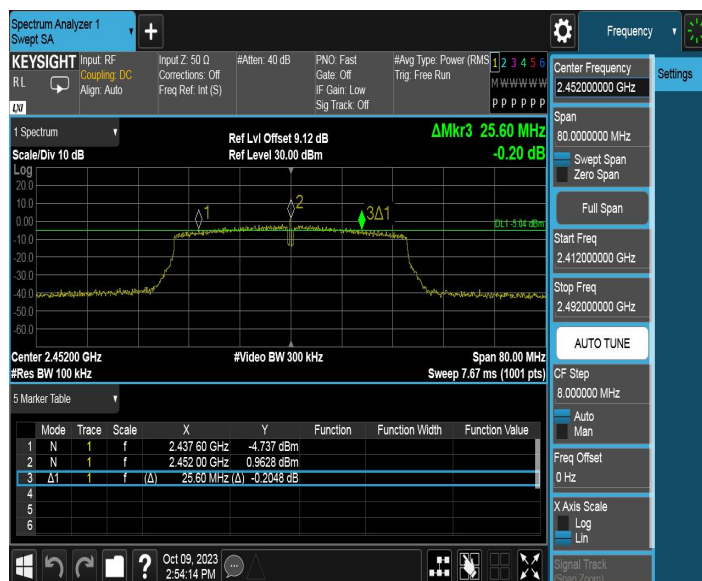 Spectrum Analyzer 1
Swept SA
Frequency
Settings
KEYSIGHT
RL
LXI
Input: RF
Coupling: DC
Align: Auto
Input Z: 50 Ω
Corrections: Off
Freq Ref: Int (S)
#Atten: 40 dB
PNO: Fast
Gate: Off
IF Gain: Low
Sig Track: Off
#Avg Type: Power (RMS
Trig: Free Run
1 2 3 4 5 6
M W W W W W
P P P P P P
1 Spectrum
Scale/Div 10 dB
Ref Lvl Offset 9.12 dB
Ref Level 30.00 dBm
ΔMkr3 25.60 MHz
-0.20 dB
Log
20.0
10.0
0.00
-10.0
-20.0
-30.0
-40.0
-50.0
-60.0
1
2
3Δ1
DL1 -5.04 dBm
Center 2.45200 GHz
#Video BW 300 kHz
Span 80.00 MHz
#Res BW 100 kHz
Sweep 7.67 ms (1001 pts)
5 Marker Table
Mode Trace Scale X Y Function Function Width Function Value
1 N 1 f 2.437 60 GHz -4.737 dBm
2 N 1 f 2.452 00 GHz 0.9628 dBm
3 Δ1 1 f (Δ) 25.60 MHz (Δ) -0.2048 dB
4
5
6
Oct 09, 2023
2:54:14 PM
Center Frequency
2.452000000 GHz
Span
80.0000000 MHz
Swept Span
Zero Span
Full Span
Start Freq
2.412000000 GHz
Stop Freq
2.492000000 GHz
AUTO TUNE
CF Step
8.000000 MHz
Auto
Man
Freq Offset
0 Hz
X Axis Scale
Log
Lin
Signal Track
(Span Zoom)